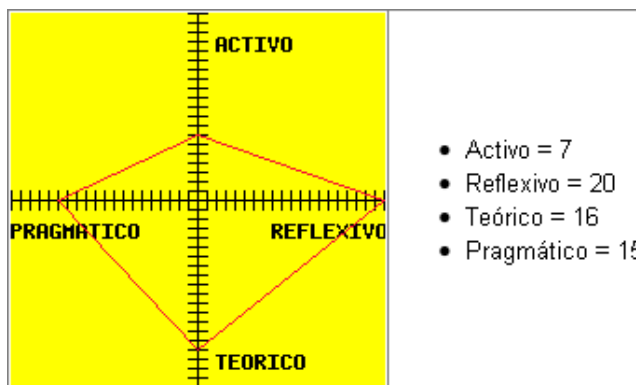 ACTIVO
PRAGMATICO
REFLEXIVO
TEORICO
• Activo = 7
• Reflexivo = 20
• Teórico = 16
• Pragmático = 15